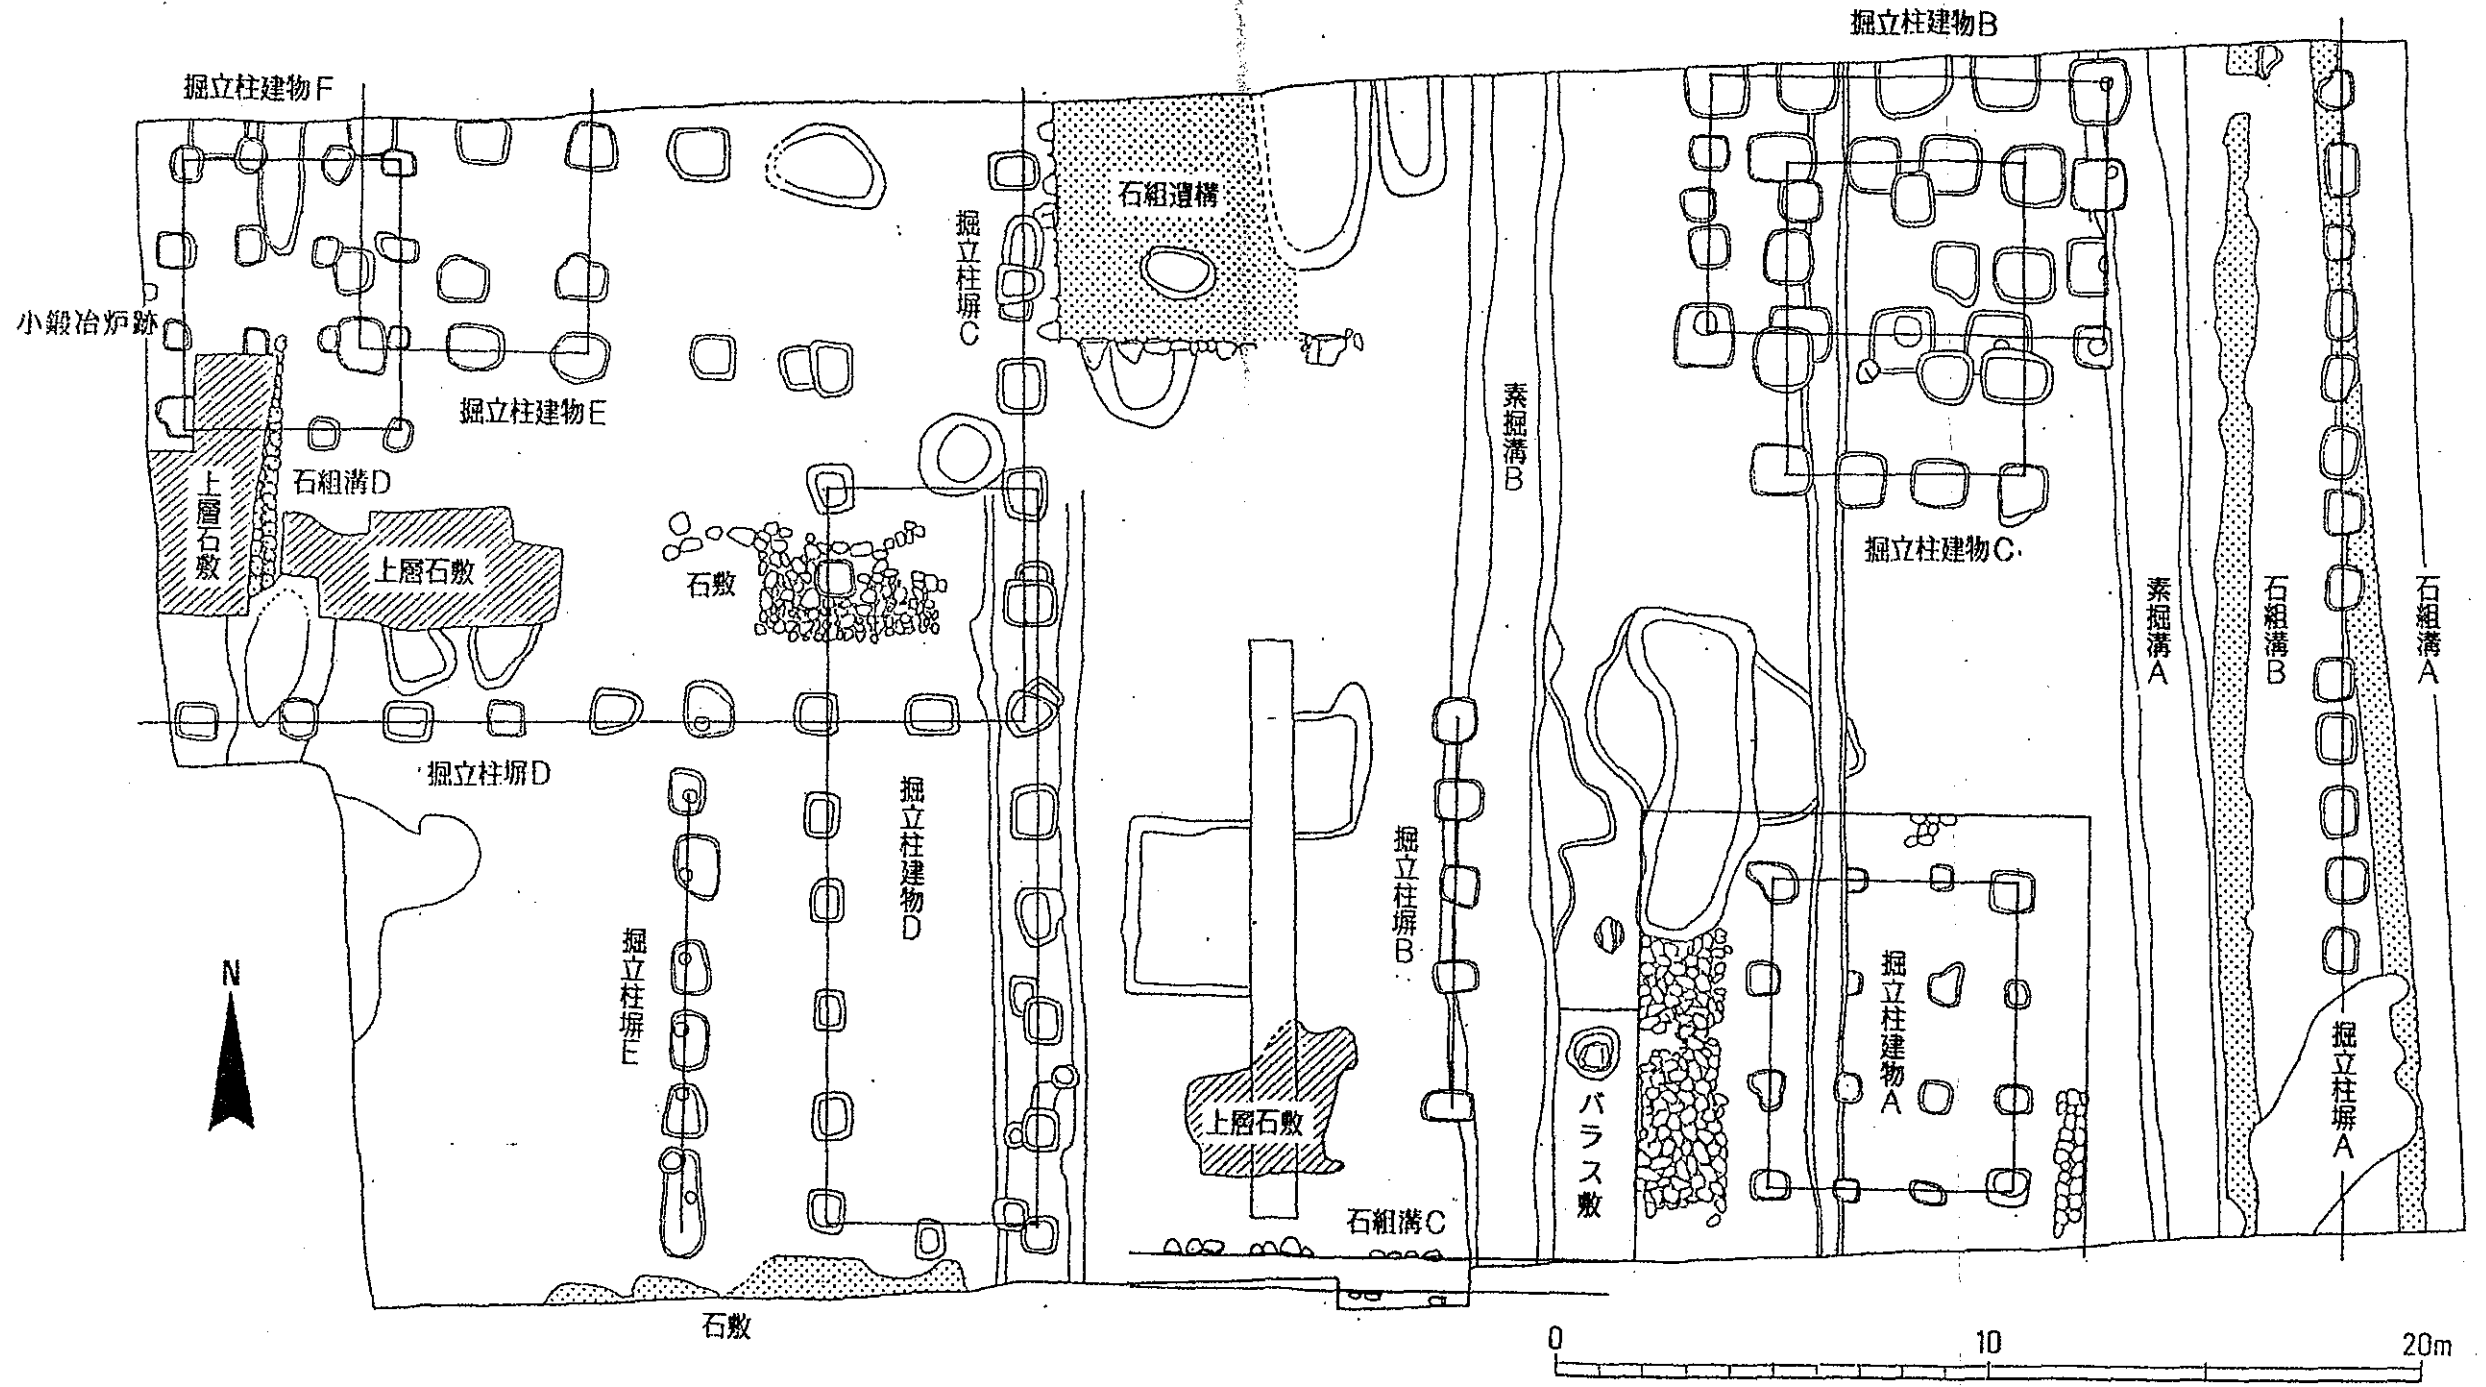 掘立柱建物B
掘立柱建物F
石組遺構
掘立柱塀C
小鍛冶炉跡
掘立柱建物E
素掘溝B
石組溝D
上層石敷
上層石敷
石敷
掘立柱建物C
素掘溝A
石組溝B
石組溝A
掘立柱塀D
掘立柱建物D
掘立柱塀B
掘立柱塀E
掘立柱建物A
N
掘立柱塀A
上層石敷
バラス敷
石組溝C
石敷
0 10 20m